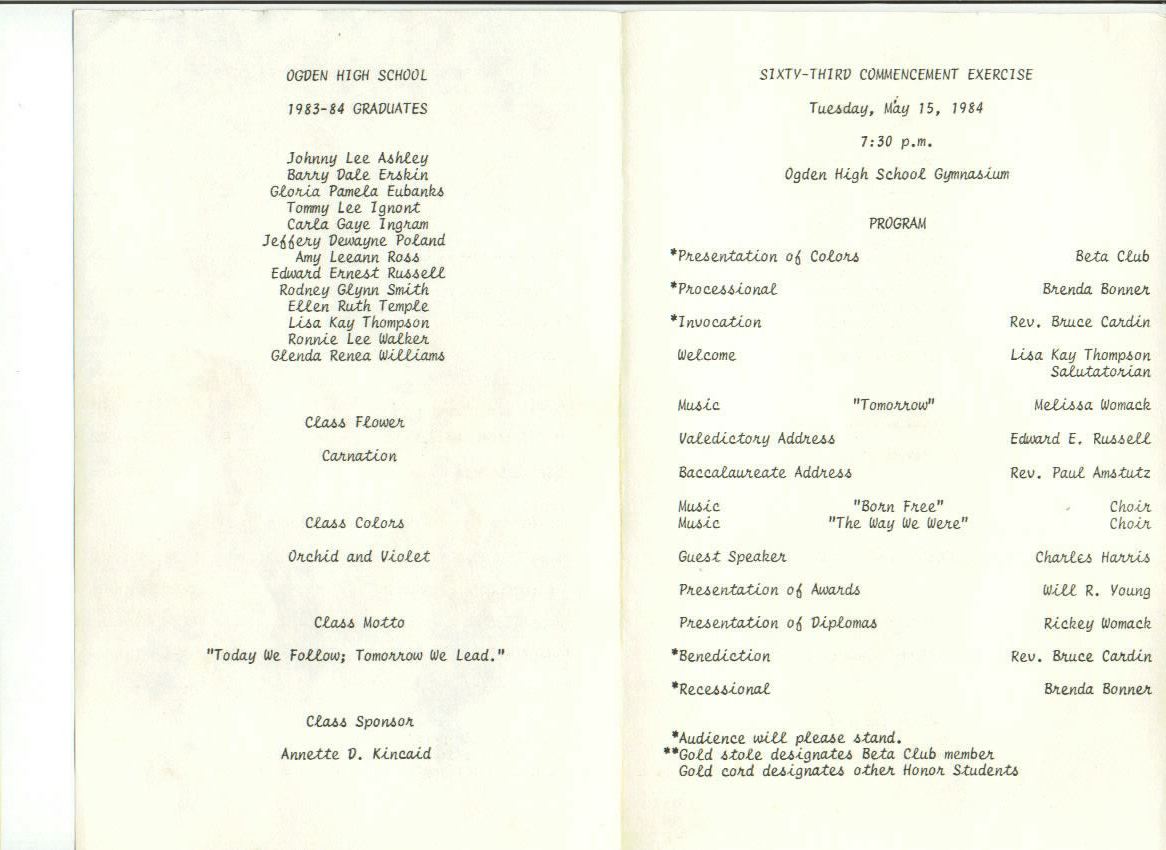 OGDEN HIGH SCHOOL
1983-84 GRADUATES
Johnny Lee Ashley
Barry Dale Erskin
Gloria Pamela Eubanks
Tommy Lee Ignont
Carla Gaye Ingram
Jeffery Dewayne Poland
Amy Leeann Ross
Edward Ernest Russell
Rodney Glynn Smith
Ellen Ruth Temple
Lisa Kay Thompson
Ronnie Lee Walker
Glenda Renea Williams
Class Flower
Carnation
Class Colors
Orchid and Violet
Class Motto
"Today We Follow; Tomorrow We Lead."
Class Sponsor
Annette D. Kincaid
SIXTY-THIRD COMMENCEMENT EXERCISE
Tuesday, May 15, 1984
7:30 p.m.
Ogden High School Gymnasium
PROGRAM
*Presentation of Colors Beta Club
*Processional Brenda Bonner
*Invocation Rev. Bruce Cardin
Welcome Lisa Kay Thompson
Salutatorian
Music "Tomorrow" Melissa Womack
Valedictory Address Edward E. Russell
Baccalaureate Address Rev. Paul Amstutz
Music "Born Free" Choir
Music "The Way We Were" Choir
Guest Speaker Charles Harris
Presentation of Awards Will R. Young
Presentation of Diplomas Rickey Womack
*Benediction Rev. Bruce Cardin
*Recessional Brenda Bonner
*Audience will please stand.
**Gold stole designates Beta Club member
Gold cord designates other Honor Students